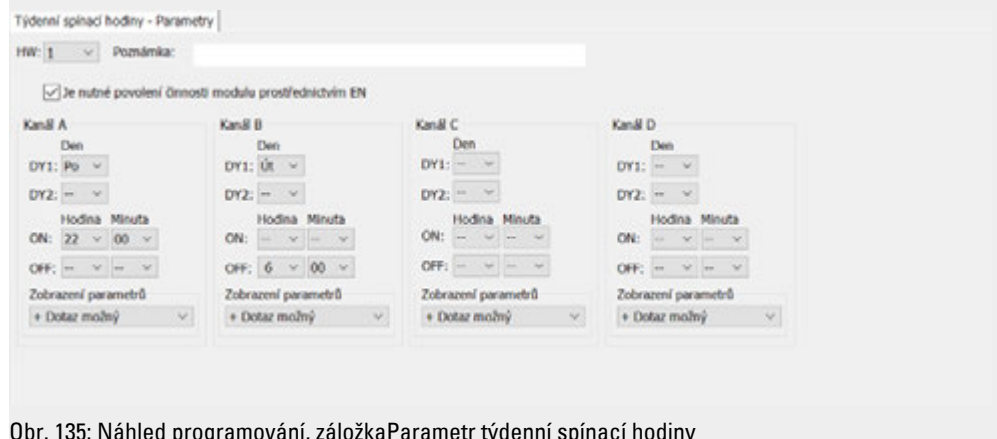 Týdenní spínací hodiny - Parametry
HW: 1 Poznámka:
Je nutné povolení činnosti modulu prostřednictvím EN
Kanál A Kanál B Kanál C Kanál D
Den Den Den Den
DY1: Po DY1: Út DY1: -- DY1: --
DY2: -- DY2: -- DY2: -- DY2: --
Hodina Minuta Hodina Minuta Hodina Minuta Hodina Minuta
ON: 22 00 ON: -- -- ON: -- -- ON: -- --
OFF: -- -- OFF: 6 00 OFF: -- -- OFF: -- --
Zobrazení parametrů Zobrazení parametrů Zobrazení parametrů Zobrazení parametrů
+ Dotaz možný + Dotaz možný + Dotaz možný + Dotaz možný
Obr. 135: Náhled programování, záložkaParametr týdenní spínací hodiny